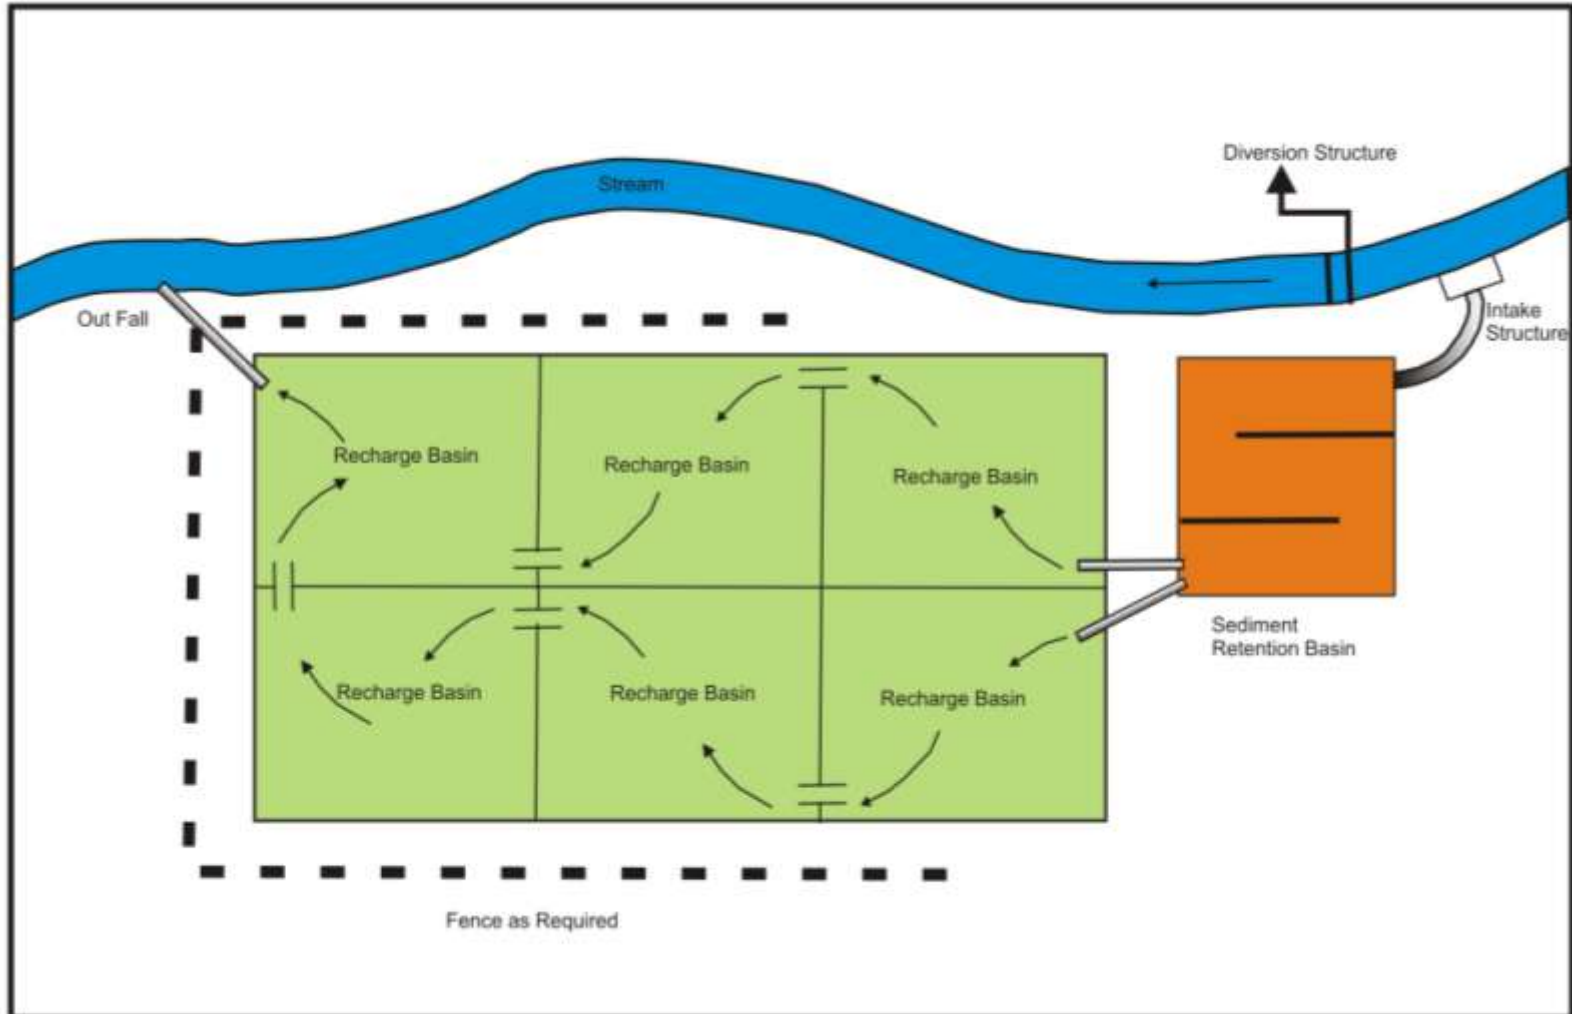 Diversion Structure
Stream
Out Fall
Intake
Structure
Recharge Basin
Recharge Basin
Recharge Basin
Sediment
Retention Basin
Recharge Basin
Recharge Basin
Recharge Basin
Fence as Required